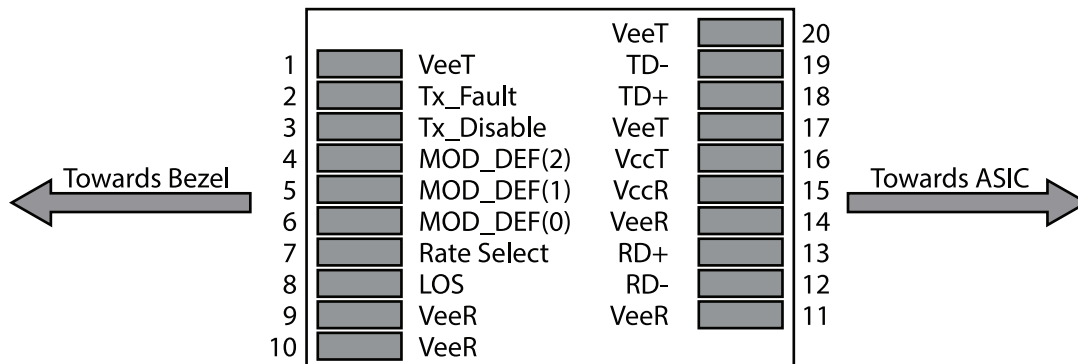 VeeT 20
1 VeeT TD- 19
2 Tx_Fault TD+ 18
3 Tx_Disable VeeT 17
4 MOD_DEF(2) VccT 16
Towards Bezel 5 MOD_DEF(1) VccR 15 Towards ASIC
6 MOD_DEF(0) VeeR 14
7 Rate Select RD+ 13
8 LOS RD- 12
9 VeeR VeeR 11
10 VeeR